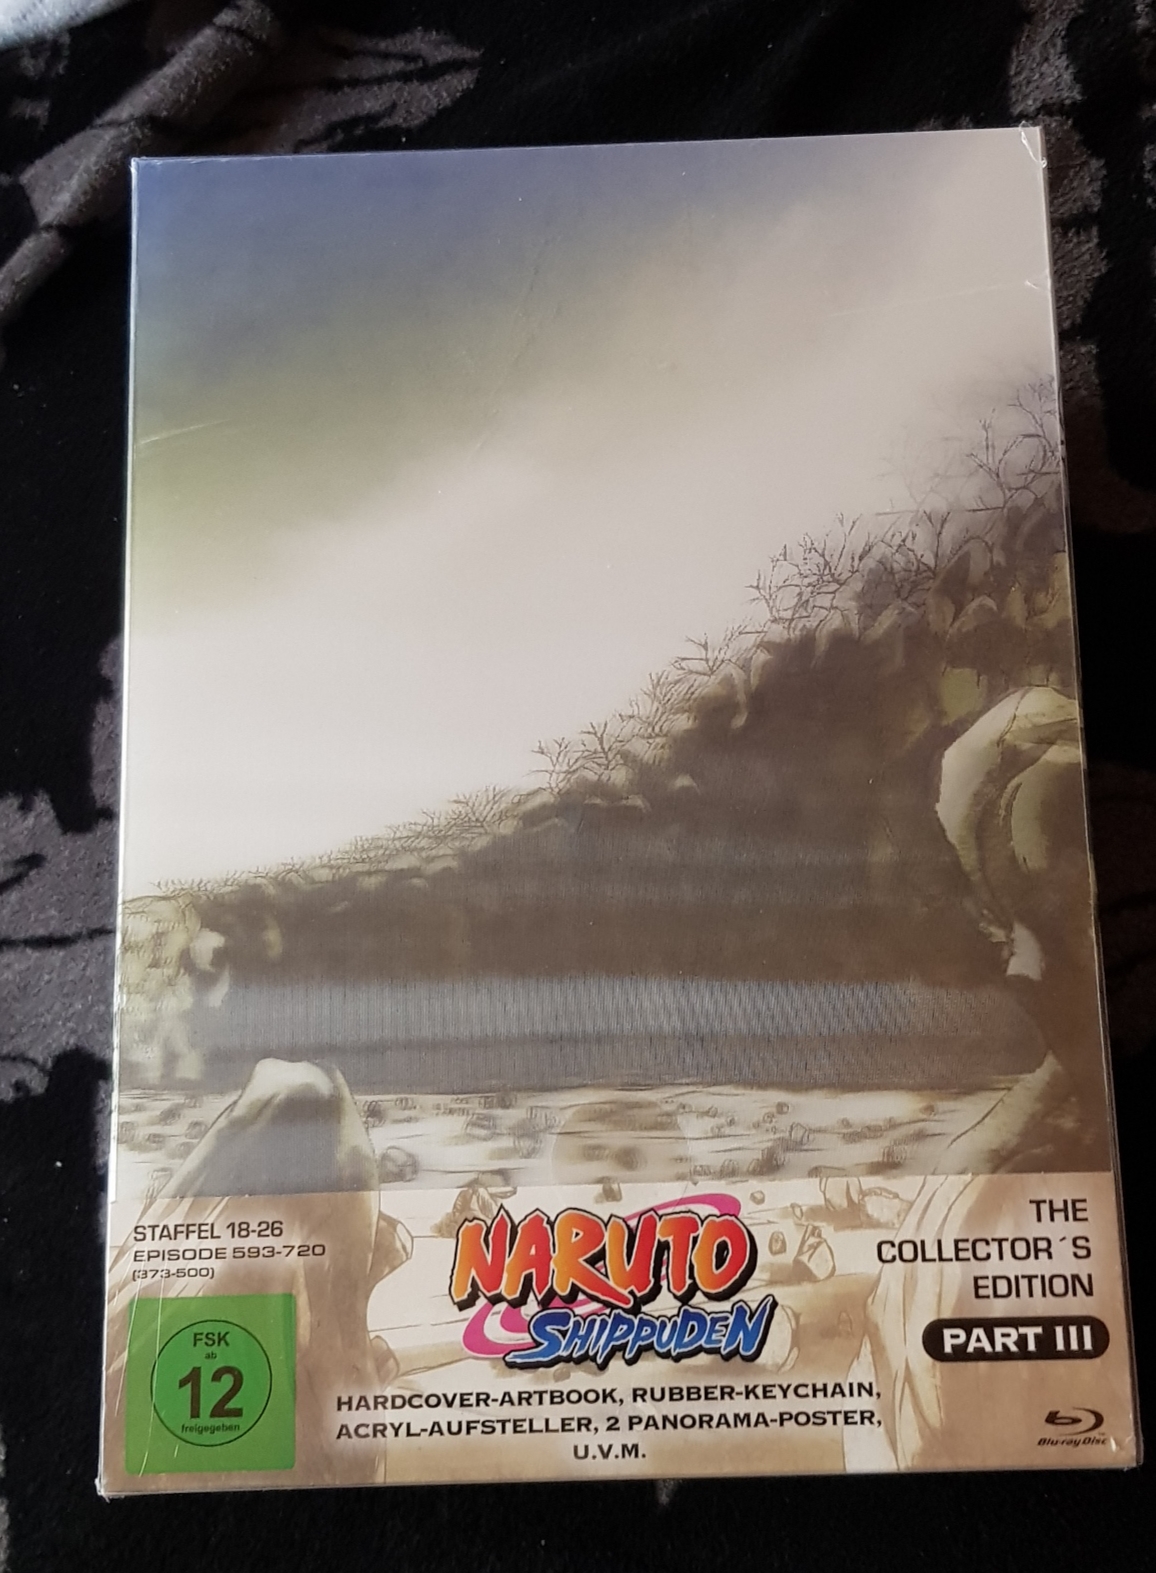 STAFFEL 18-26
EPISODE 593-720
(373-500)
FSK
ab
12
freigegeben
NARUTO
SHIPPUDEN
THE
COLLECTOR´S
EDITION
PART III
HARDCOVER-ARTBOOK, RUBBER-KEYCHAIN,
ACRYL-AUFSTELLER, 2 PANORAMA-POSTER,
U.V.M.
Blu-ray Disc